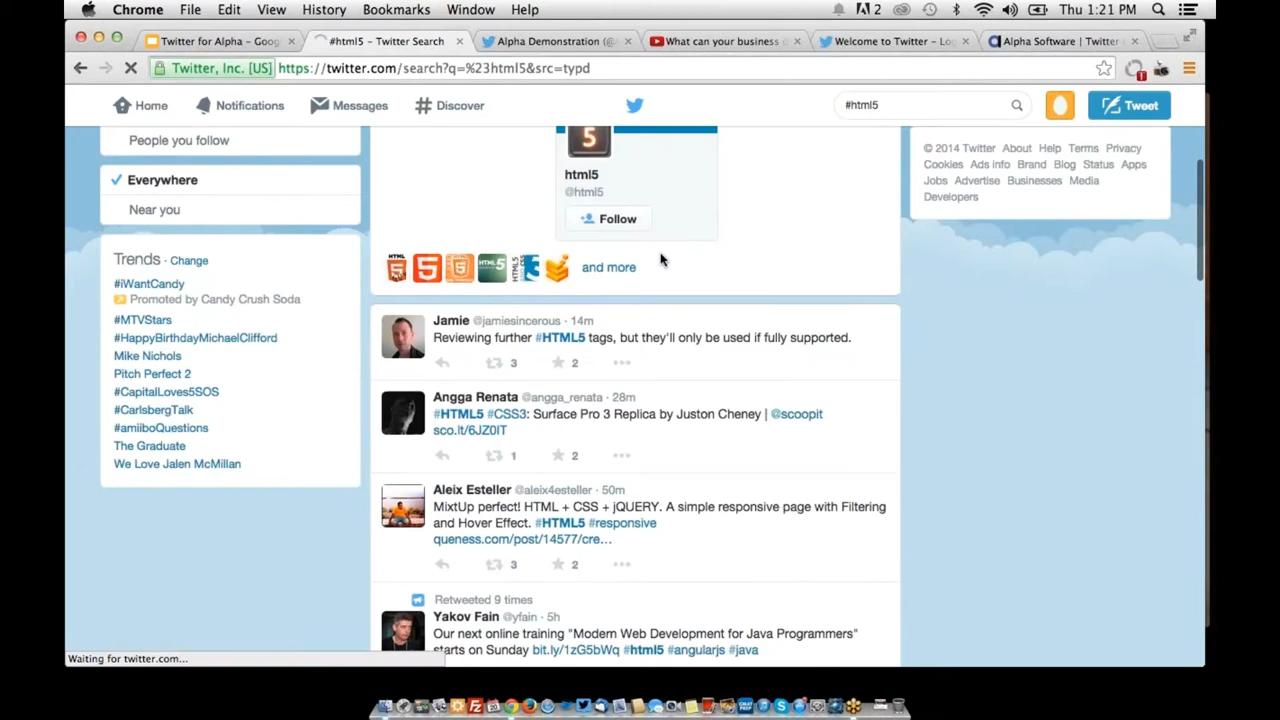 Chrome File Edit View History Bookmarks Window Help
2 Thu 1:21 PM
Twitter for Alpha – Goog
#html5 – Twitter Search
Alpha Demonstration (@A
What can your business d
Welcome to Twitter – Log
Alpha Software | Twitter
Twitter, Inc. [US] https://twitter.com/search?q=%23html5&src=typd
Home Notifications Messages # Discover #html5 Tweet
People you follow
Everywhere
Near you
Trends · Change
#iWantCandy
Promoted by Candy Crush Soda
#MTVStars
#HappyBirthdayMichaelClifford
Mike Nichols
Pitch Perfect 2
#CapitalLoves5SOS
#CarlsbergTalk
#amiiboQuestions
The Graduate
We Love Jalen McMillan
5
html5
@html5
Follow
and more
Jamie @jamiesincerous · 14m
Reviewing further #HTML5 tags, but they'll only be used if fully supported.
3 2
Angga Renata @angga_renata · 28m
#HTML5 #CSS3: Surface Pro 3 Replica by Juston Cheney | @scoopit
sco.it/6JZ0IT
1 2
Aleix Esteller @aleix4esteller · 50m
MixtUp perfect! HTML + CSS + jQUERY. A simple responsive page with Filtering
and Hover Effect. #HTML5 #responsive
queness.com/post/14577/cre...
3 2
Retweeted 9 times
Yakov Fain @yfain · 5h
Our next online training "Modern Web Development for Java Programmers"
starts on Sunday bit.ly/1zG5bWq #html5 #angularjs #java
© 2014 Twitter About Help Terms Privacy
Cookies Ads info Brand Blog Status Apps
Jobs Advertise Businesses Media
Developers
Waiting for twitter.com...